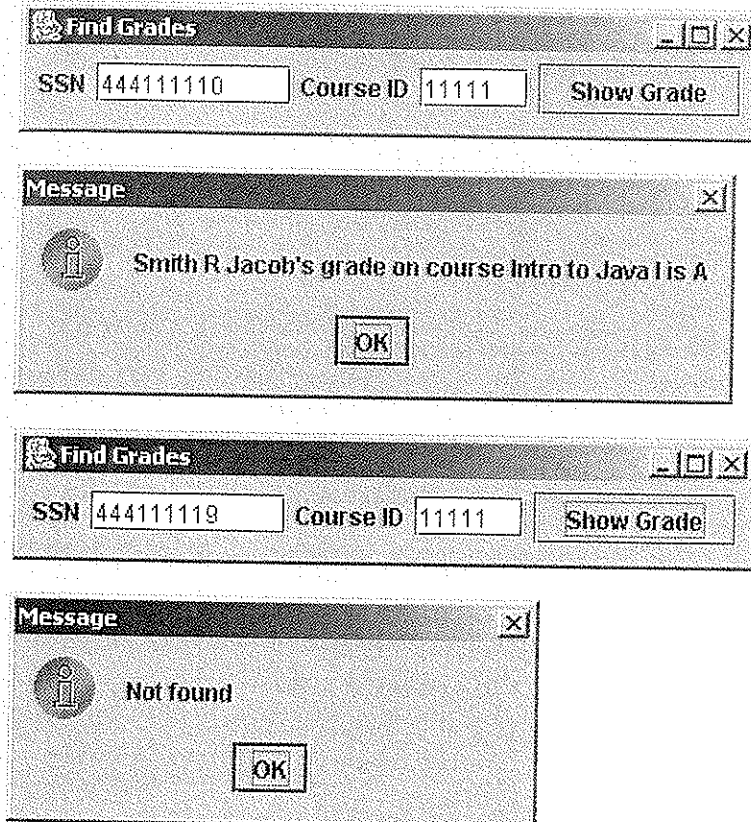 Find Grades
SSN 444111110 Course ID 11111 Show Grade
Message
Smith R Jacob's grade on course Intro to Java I is A
OK
Find Grades
SSN 444111119 Course ID 11111 Show Grade
Message
Not found
OK